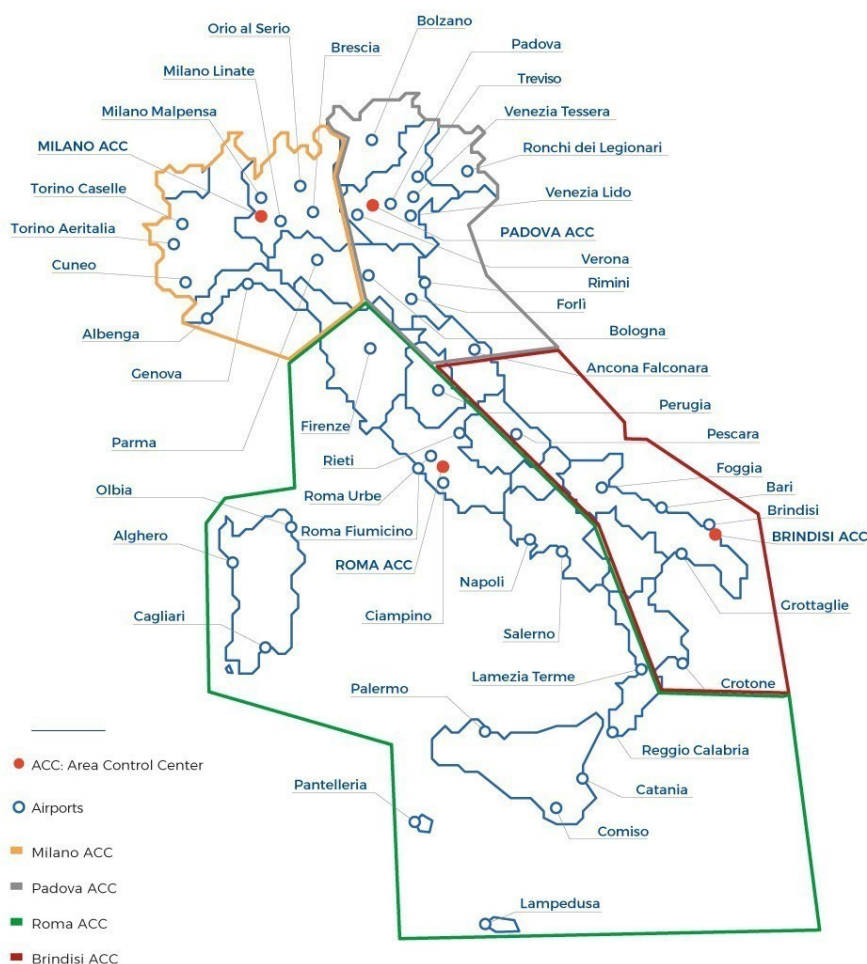 Bolzano
Orio al Serio
Padova
Brescia
Milano Linate
Treviso
Milano Malpensa
Venezia Tessera
MILANO ACC
Ronchi dei Legionari
Torino Caselle
Venezia Lido
Torino Aeritalia
PADOVA ACC
Cuneo
Verona
Rimini
Forlì
Albenga
Bologna
Genova
Ancona Falconara
Perugia
Parma
Firenze
Pescara
Rieti
Foggia
Olbia
Roma Urbe
Bari
Roma Fiumicino
Brindisi
Alghero
ROMA ACC
BRINDISI ACC
Napoli
Cagliari
Ciampino
Grottaglie
Salerno
Lamezia Terme
Crotone
Palermo
Reggio Calabria
ACC: Area Control Center
Pantelleria
Catania
Airports
Comiso
Milano ACC
Padova ACC
Lampedusa
Roma ACC
Brindisi ACC